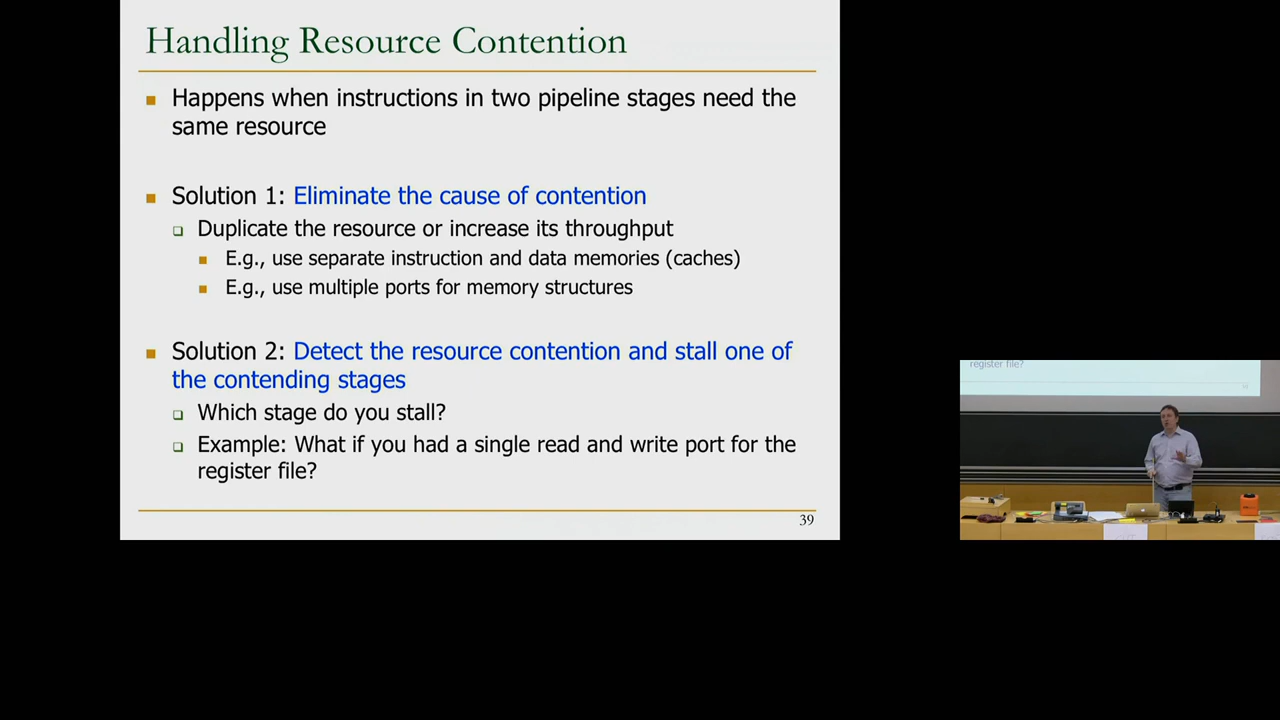 Handling Resource Contention
Happens when instructions in two pipeline stages need the
same resource
Solution 1: Eliminate the cause of contention
Duplicate the resource or increase its throughput
E.g., use separate instruction and data memories (caches)
E.g., use multiple ports for memory structures
Solution 2: Detect the resource contention and stall one of
the contending stages
Which stage do you stall?
Example: What if you had a single read and write port for the
register file?
39
register file?